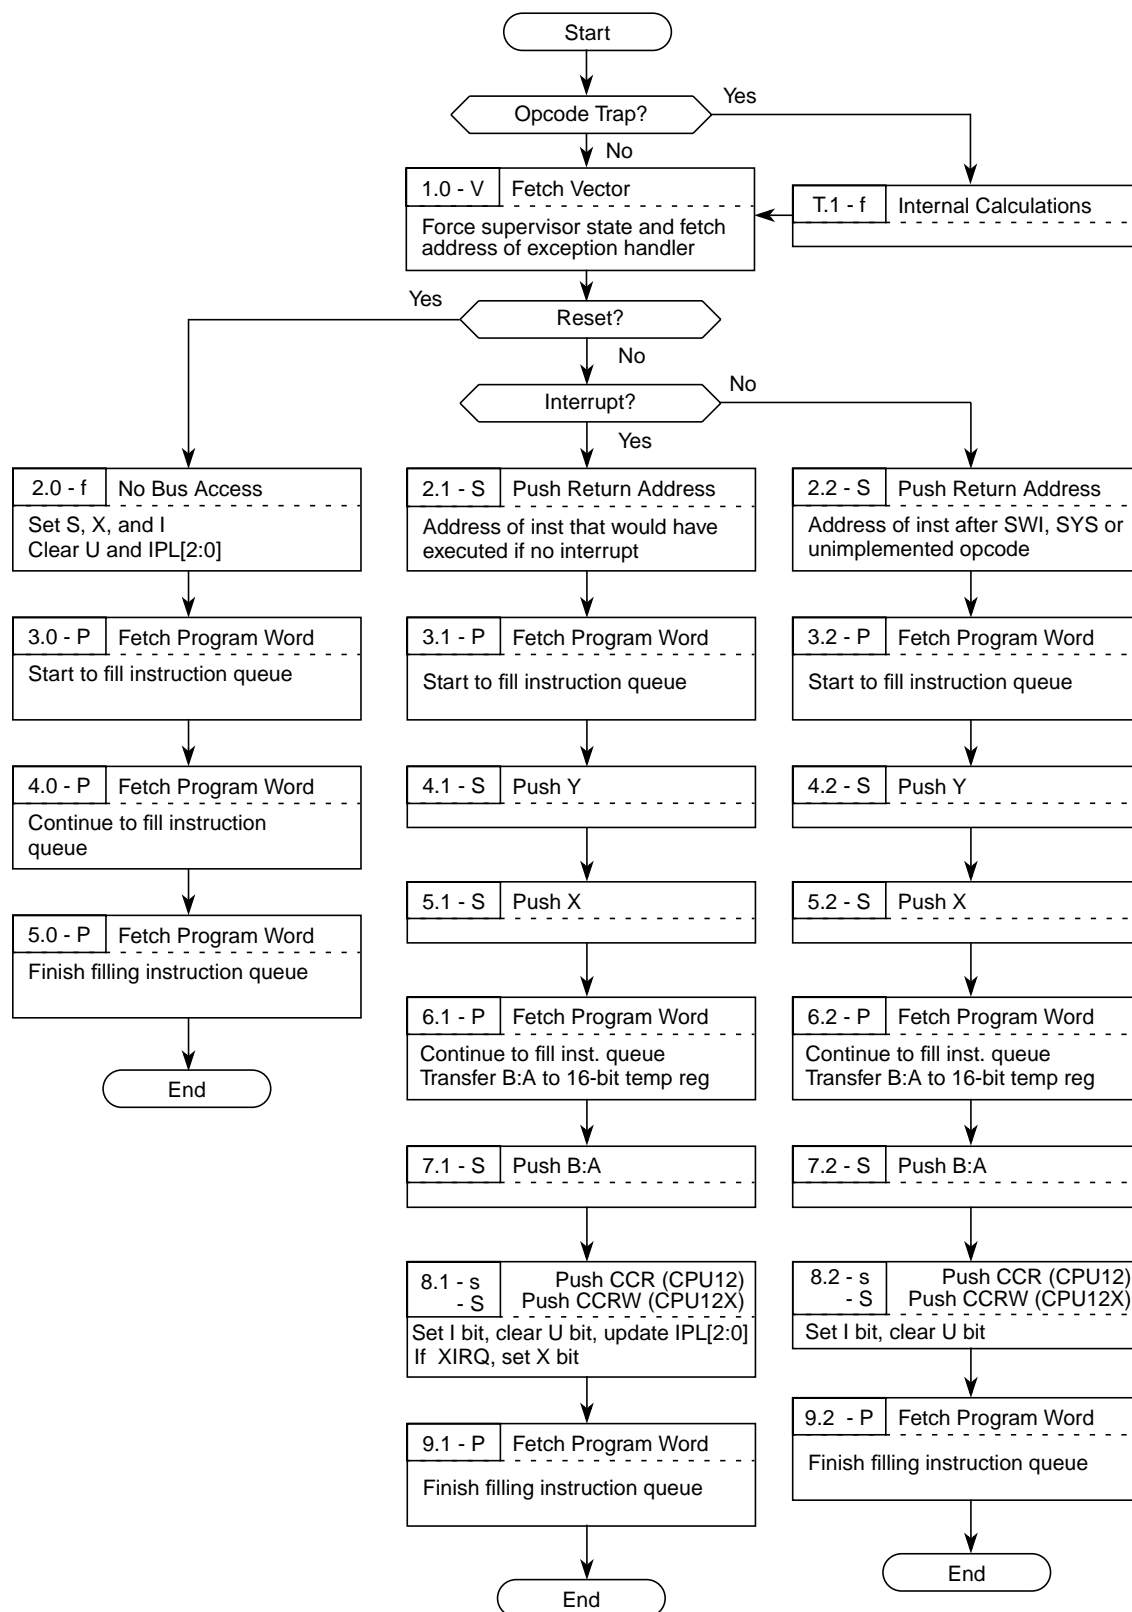 Start
Opcode Trap?
Yes
No
1.0 - V Fetch Vector
Force supervisor state and fetch
address of exception handler
T.1 - f Internal Calculations
Yes
Reset?
No
Interrupt?
No
Yes
2.0 - f No Bus Access
Set S, X, and I
Clear U and IPL[2:0]
2.1 - S Push Return Address
Address of inst that would have
executed if no interrupt
2.2 - S Push Return Address
Address of inst after SWI, SYS or
unimplemented opcode
3.0 - P Fetch Program Word
Start to fill instruction queue
3.1 - P Fetch Program Word
Start to fill instruction queue
3.2 - P Fetch Program Word
Start to fill instruction queue
4.0 - P Fetch Program Word
Continue to fill instruction
queue
4.1 - S Push Y
4.2 - S Push Y
5.0 - P Fetch Program Word
Finish filling instruction queue
5.1 - S Push X
5.2 - S Push X
End
6.1 - P Fetch Program Word
Continue to fill inst. queue
Transfer B:A to 16-bit temp reg
6.2 - P Fetch Program Word
Continue to fill inst. queue
Transfer B:A to 16-bit temp reg
7.1 - S Push B:A
7.2 - S Push B:A
8.1 - s Push CCR (CPU12)
- S Push CCRW (CPU12X)
Set I bit, clear U bit, update IPL[2:0]
If XIRQ, set X bit
8.2 - s Push CCR (CPU12)
- S Push CCRW (CPU12X)
Set I bit, clear U bit
9.1 - P Fetch Program Word
Finish filling instruction queue
9.2 - P Fetch Program Word
Finish filling instruction queue
End
End